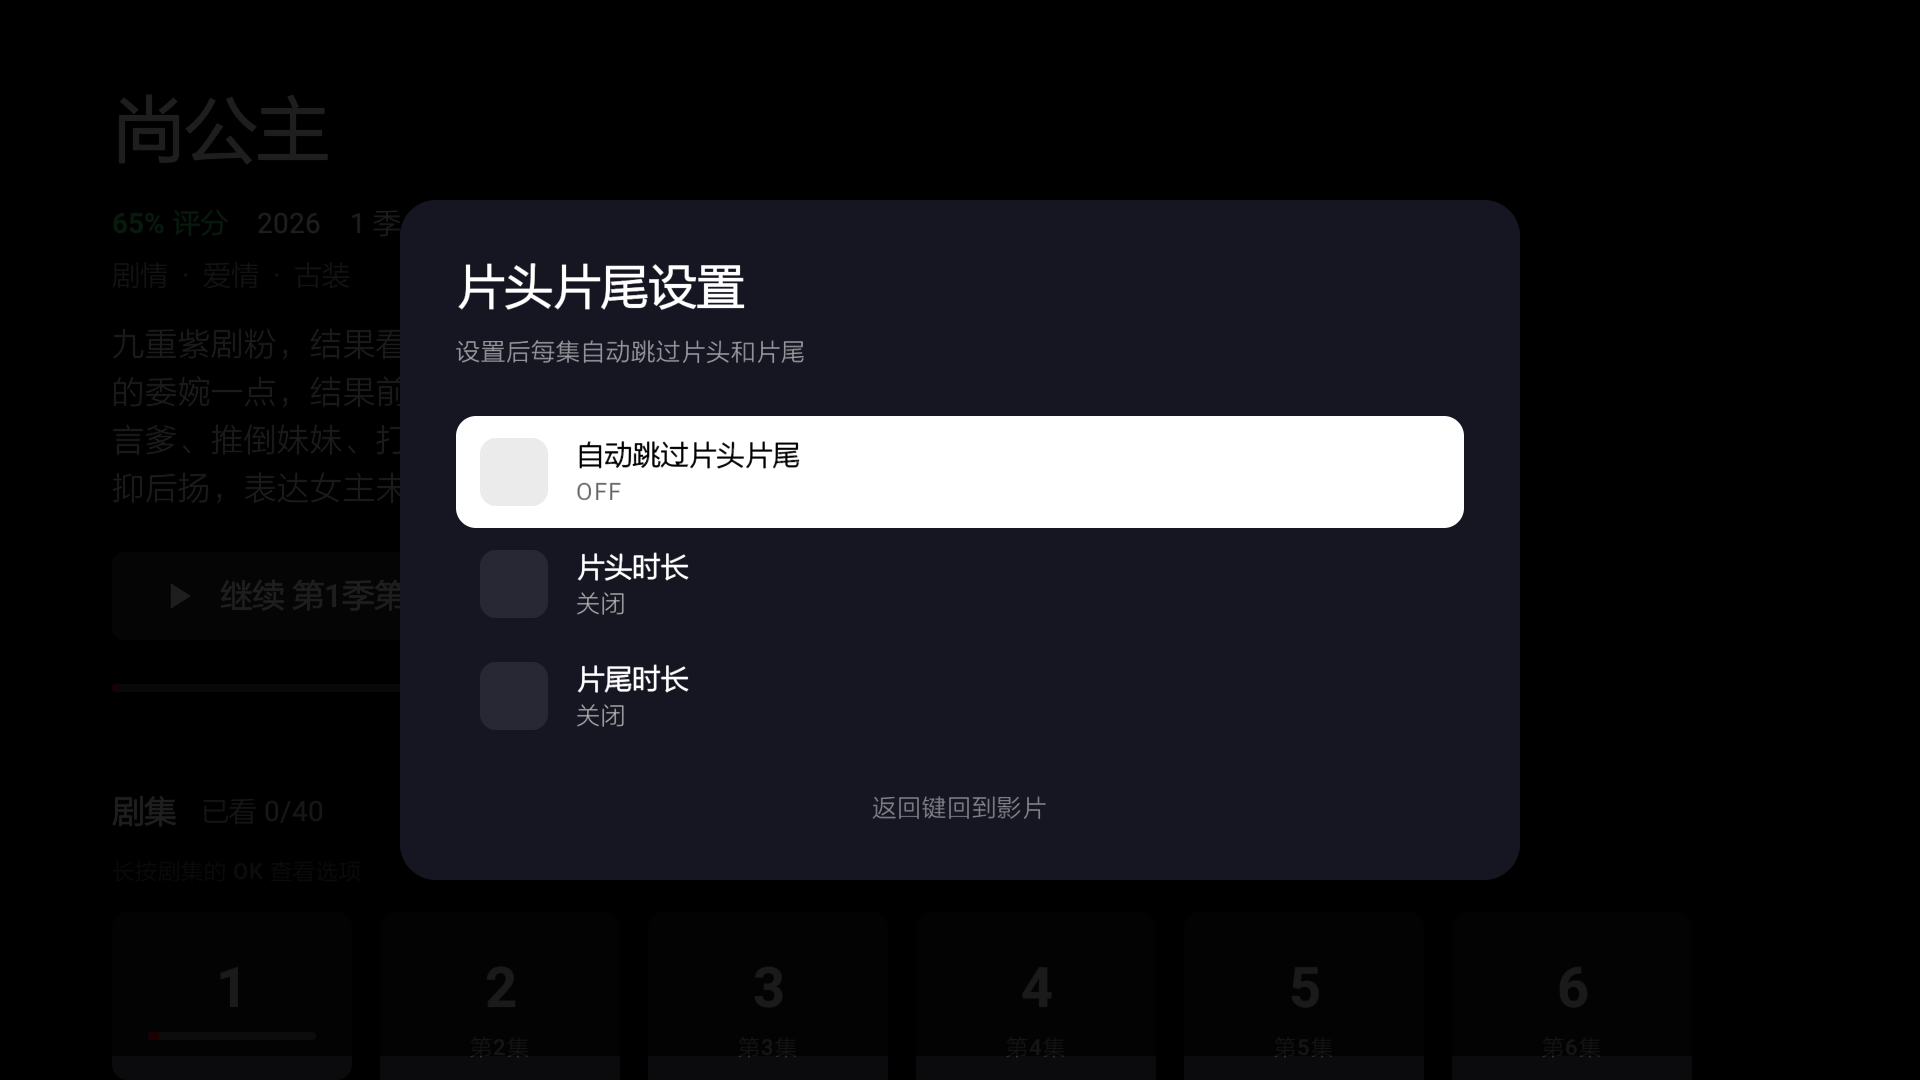 尚公主
65% 评分 2026 1 季
剧情 · 爱情 · 古装
九重紫剧粉，结果看
的委婉一点，结果前
言爹、推倒妹妹、打
抑后扬，表达女主未
继续 第1季第
剧集 已看 0/40
长按剧集的 OK 查看选项
片头片尾设置
设置后每集自动跳过片头和片尾
自动跳过片头片尾
OFF
片头时长
关闭
片尾时长
关闭
返回键回到影片
1 2 3 4 5 6
第2集 第3集 第4集 第5集 第6集